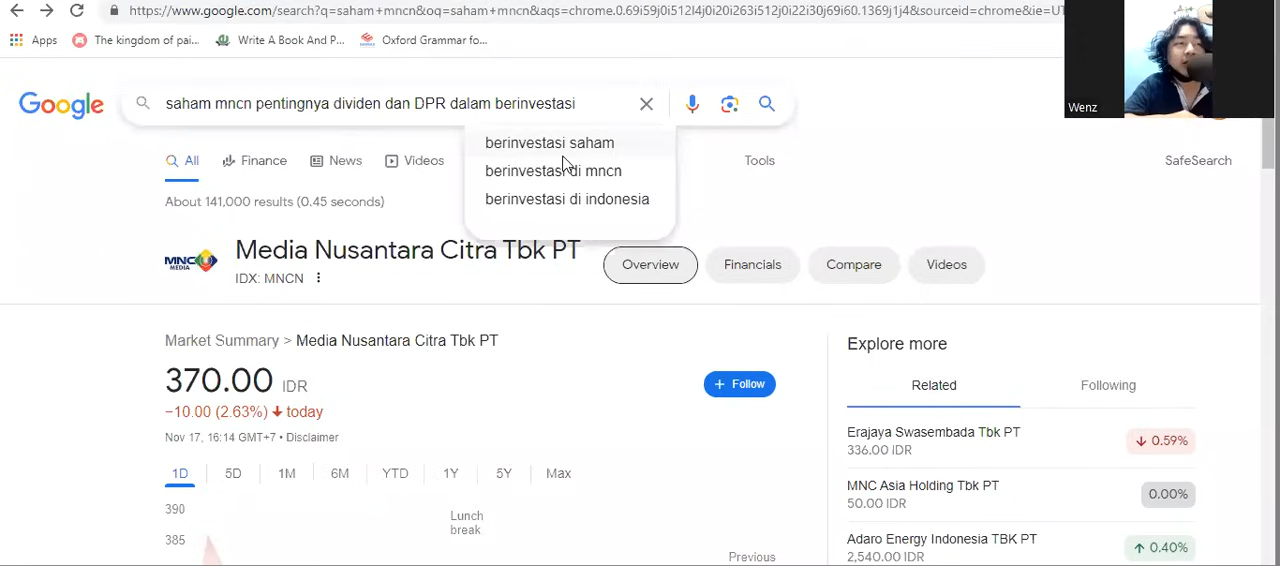 https://www.google.com/search?q=saham+mncn&oq=saham+mncn&aqs=chrome.0.69i59j0i512l4j0i20i263i512j0i22i30j69i60.1369j1j4&sourceid=chrome&ie=UT
Apps
The kingdom of pai...
Write A Book And P...
Oxford Grammar fo...
Wenz
Google
saham mncn pentingnya dividen dan DPR dalam berinvestasi
berinvestasi saham
berinvestasi di mncn
berinvestasi di indonesia
All
Finance
News
Videos
Tools
SafeSearch
About 141,000 results (0.45 seconds)
MNC MEDIA
Media Nusantara Citra Tbk PT
IDX: MNCN
Overview
Financials
Compare
Videos
Market Summary > Media Nusantara Citra Tbk PT
370.00 IDR
+ Follow
−10.00 (2.63%) ↓ today
Nov 17, 16:14 GMT+7 • Disclaimer
1D
5D
1M
6M
YTD
1Y
5Y
Max
390
385
Lunch
break
Previous
Explore more
Related
Following
Erajaya Swasembada Tbk PT
336.00 IDR
↓ 0.59%
MNC Asia Holding Tbk PT
50.00 IDR
0.00%
Adaro Energy Indonesia TBK PT
2,540.00 IDR
↑ 0.40%